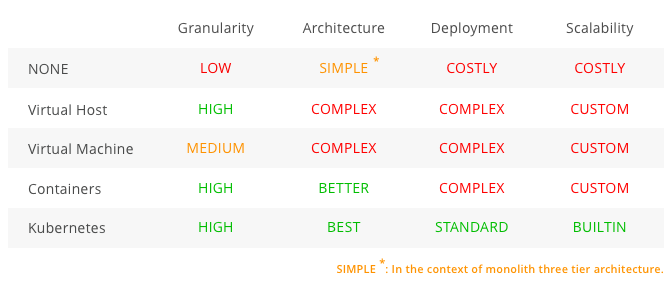 Granularity Architecture Deployment Scalability
NONE LOW SIMPLE * COSTLY COSTLY
Virtual Host HIGH COMPLEX COMPLEX CUSTOM
Virtual Machine MEDIUM COMPLEX COMPLEX CUSTOM
Containers HIGH BETTER COMPLEX CUSTOM
Kubernetes HIGH BEST STANDARD BUILTIN
SIMPLE *: In the context of monolith three tier architecture.